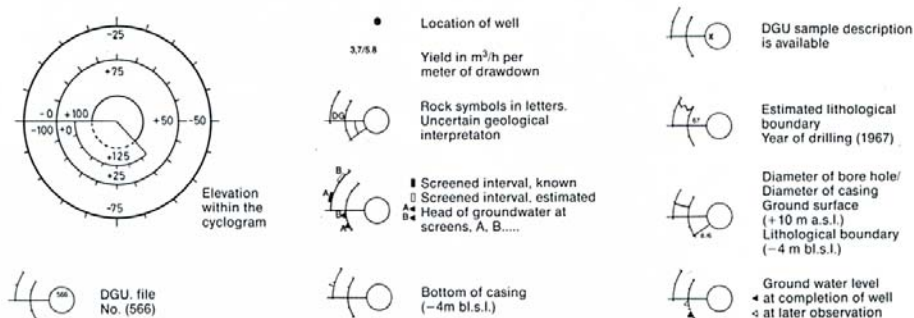 -25
+75
-0
+100
-100
+0
+50
-50
+125
+25
-75
Elevation
within the
cyclogram
566
DGU. file
No. (566)
Location of well
3,7/5.8
Yield in m³/h per
meter of drawdown
DG
Rock symbols in letters.
Uncertain geological
interpretaton
B
A
B
A
Screened interval, known
Screened interval, estimated
A
Head of groundwater at
B
screens, A, B.....
Bottom of casing
(−4m bl.s.l.)
x
DGU sample description
is available
67
Estimated lithological
boundary
Year of drilling (1967)
Diameter of bore hole/
Diameter of casing
Ground surface
(+10 m a.s.l.)
Lithological boundary
(−4 m bl.s.l.)
Ground water level
at completion of well
at later observation